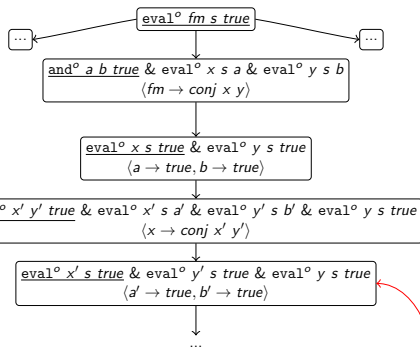 evalᵒ fm s true
...
...
andᵒ a b true & evalᵒ x s a & evalᵒ y s b
⟨fm → conj x y⟩
evalᵒ x s true & evalᵒ y s true
⟨a → true, b → true⟩
ᵒ x′ y′ true & evalᵒ x′ s a′ & evalᵒ y′ s b′ & evalᵒ y s true
⟨x → conj x′ y′⟩
evalᵒ x′ s true & evalᵒ y′ s true & evalᵒ y s true
⟨a′ → true, b′ → true⟩
...